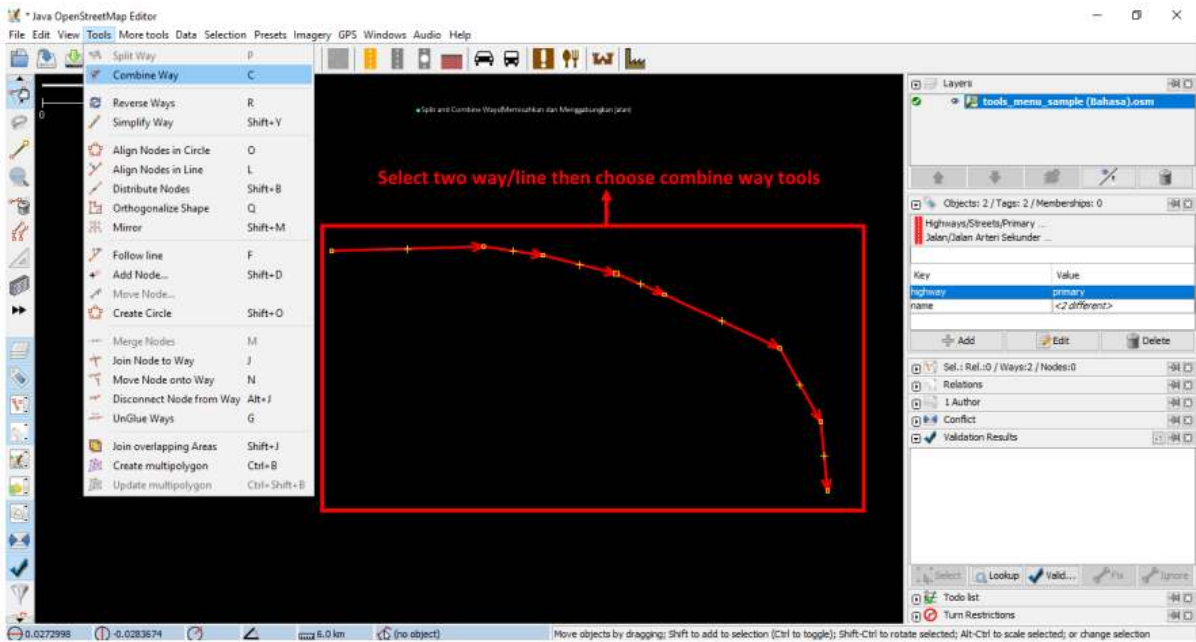 * Java OpenStreetMap Editor
File Edit View Tools More tools Data Selection Presets Imagery GPS Windows Audio Help
Split Way P
Combine Way C
Reverse Ways R
Simplify Way Shift+Y
Align Nodes in Circle O
Align Nodes in Line L
Distribute Nodes Shift+B
Orthogonalize Shape Q
Mirror Shift+M
Follow line F
Add Node... Shift+D
Move Node...
Create Circle Shift+O
Merge Nodes M
Join Node to Way J
Move Node onto Way N
Disconnect Node from Way Alt+J
UnGlue Ways G
Join overlapping Areas Shift+J
Create multipolygon Ctrl+B
Update multipolygon Ctrl+Shift+B
0
Split and Combine Ways(Memisahkan dan Menggabungkan Jalan)
Select two way/line then choose combine way tools
Layers
tools_menu_sample (Bahasa).osm
Objects: 2 / Tags: 2 / Memberships: 0
Highways/Streets/Primary ...
Jalan/Jalan Arteri Sekunder ...
Key Value
highway primary
name <2 different>
Add Edit Delete
Sel.: Rel.:0 / Ways:2 / Nodes:0
Relations
1 Author
Conflict
Validation Results
Select Lookup Valid... Fix Ignore
Todo list
Turn Restrictions
0.0272998 -0.0283674 6.0 km (no object) Move objects by dragging; Shift to add to selection (Ctrl to toggle); Shift-Ctrl to rotate selected; Alt-Ctrl to scale selected; or change selection